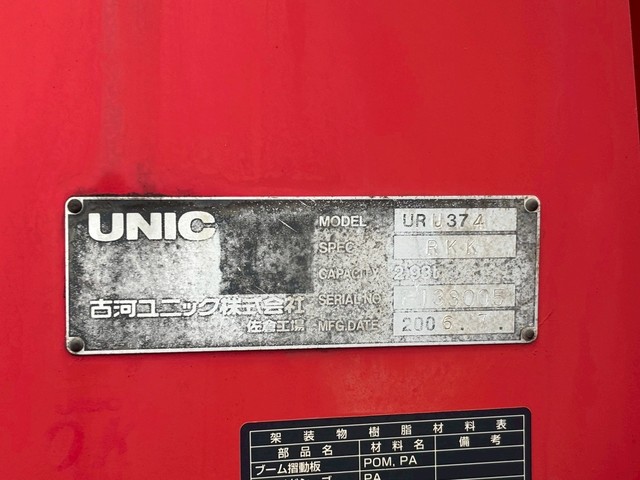 UNIC
MODEL URU374
SPEC RKK
CAPACITY 2.93t
古河ユニック株式会社 SERIAL NO
佐倉工場 MFG.DATE 2006.
架装物樹脂材料表
部品名 材料名 備考
ブーム摺動板 POM, PA
PA